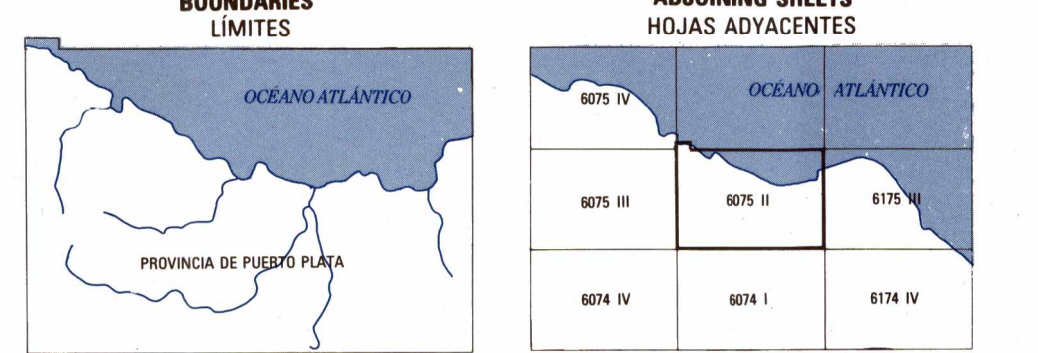 BOUNDARIES
LÍMITES
OCÉANO ATLÁNTICO
PROVINCIA DE PUERTO PLATA
ADJOINING SHEETS
HOJAS ADYACENTES
6075 IV
OCÉANO ATLÁNTICO
6075 III
6075 II
6175 III
6074 IV
6074 I
6174 IV